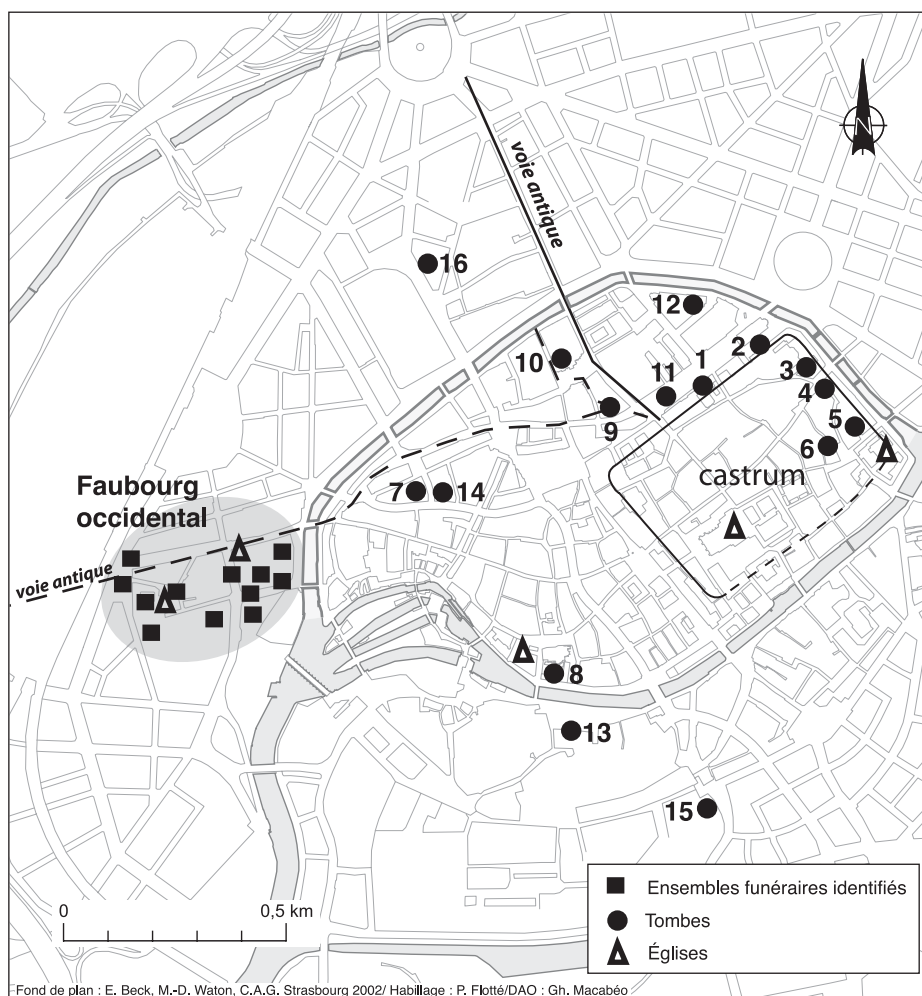 voie antique
N
16
12
2
10
1
3
11
4
9
5
6
castrum
7
14
Faubourg
occidental
voie antique
8
13
15
0
0,5 km
Ensembles funéraires identifiés
Tombes
Églises
Fond de plan : E. Beck, M.-D. Waton, C.A.G. Strasbourg 2002/ Habillage : P. Flotté/DAO : Gh. Macabéo